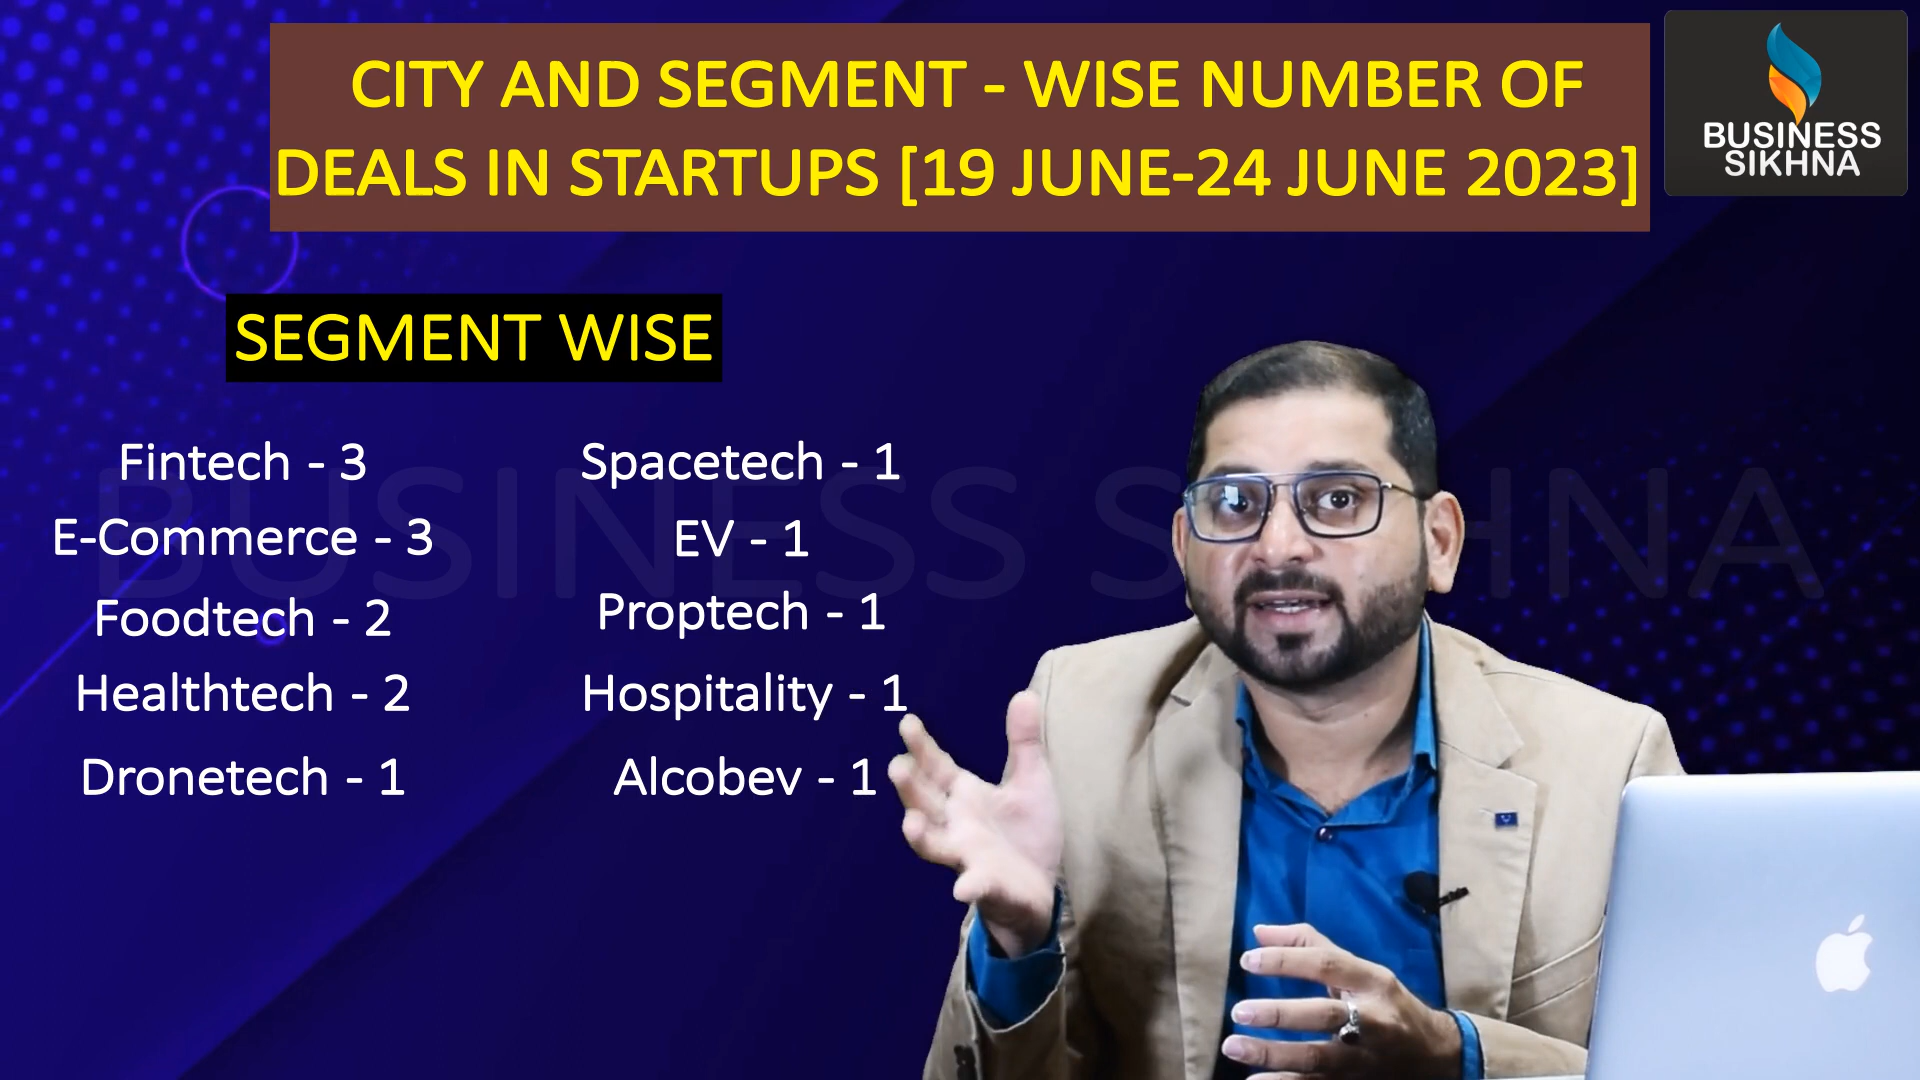 CITY AND SEGMENT - WISE NUMBER OF
DEALS IN STARTUPS [19 JUNE-24 JUNE 2023]
BUSINESS
SIKHNA
SEGMENT WISE
Fintech - 3
E-Commerce - 3
Foodtech - 2
Healthtech - 2
Dronetech - 1
Spacetech - 1
EV - 1
Proptech - 1
Hospitality - 1
Alcobev - 1
BUSINESS S HNA